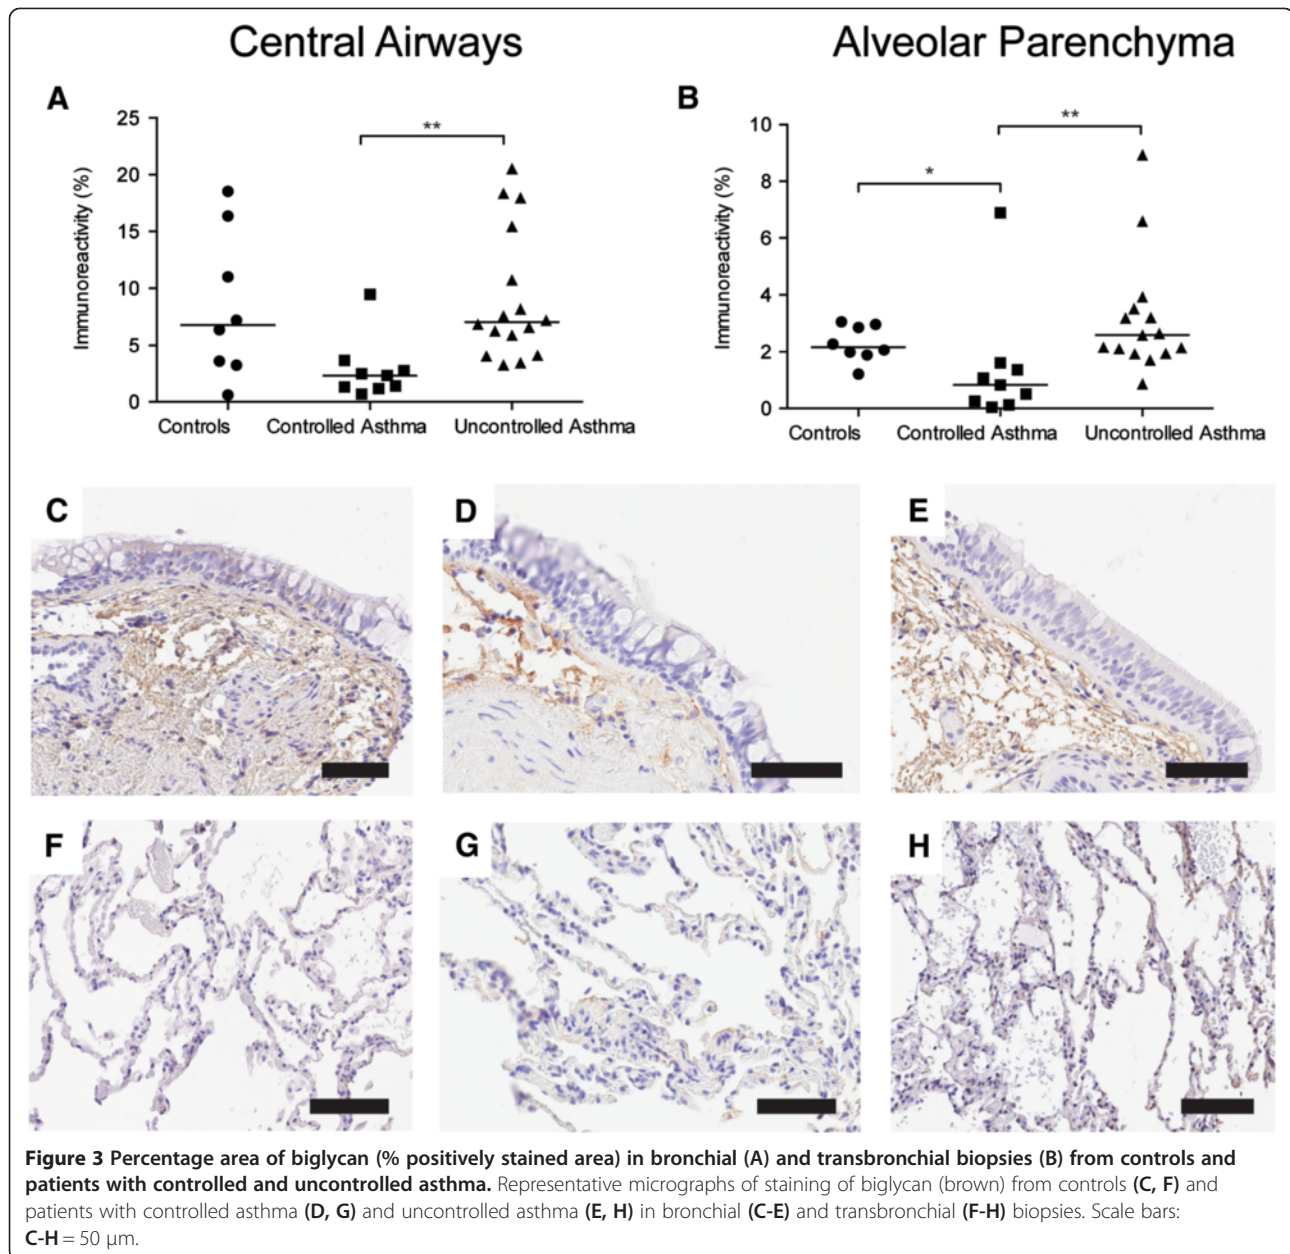 Central Airways
Alveolar Parenchyma
A
**
25
20
15
10
5
0
Immunoreactivity (%)
Controls
Controlled Asthma
Uncontrolled Asthma
B
**
*
10
8
6
4
2
0
Immunoreactivity (%)
Controls
Controlled Asthma
Uncontrolled Asthma
C
D
E
F
G
H
Figure 3 Percentage area of biglycan (% positively stained area) in bronchial (A) and transbronchial biopsies (B) from controls and
patients with controlled and uncontrolled asthma. Representative micrographs of staining of biglycan (brown) from controls (C, F) and
patients with controlled asthma (D, G) and uncontrolled asthma (E, H) in bronchial (C-E) and transbronchial (F-H) biopsies. Scale bars:
C-H = 50 μm.